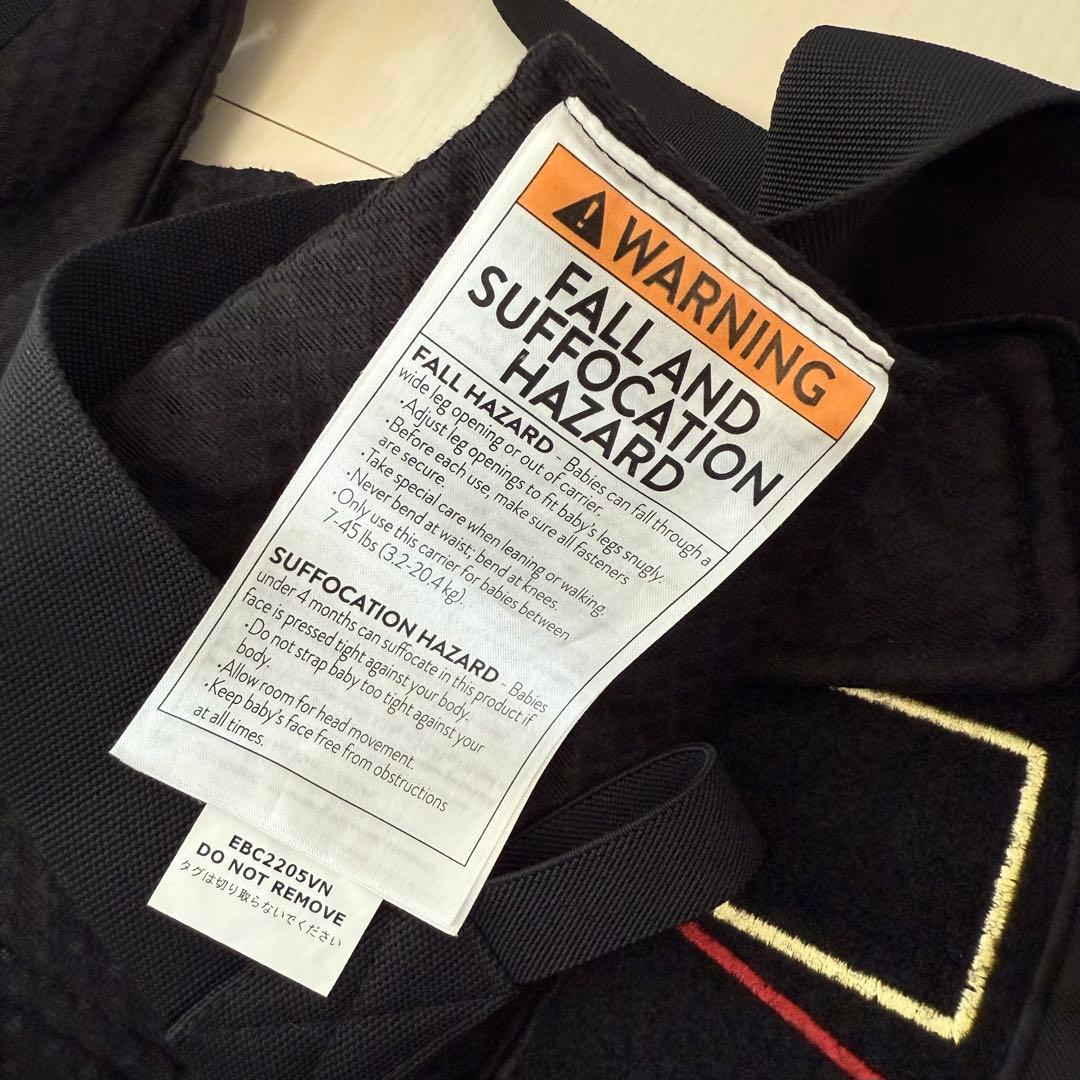 WARNING
FALL AND
SUFFOCATION
HAZARD
FALL HAZARD - Babies can fall through a
wide leg opening or out of carrier.
•Adjust leg openings to fit baby's legs snugly.
•Before each use, make sure all fasteners
are secure.
•Take special care when leaning or walking.
•Never bend at waist; bend at knees.
•Only use this carrier for babies between
7-45 lbs (3.2-20.4 kg).
SUFFOCATION HAZARD - Babies
under 4 months can suffocate in this product if
face is pressed tight against your body.
•Do not strap baby too tight against your
body.
•Allow room for head movement.
•Keep baby's face free from obstructions
at all times.
EBC2205VN
DO NOT REMOVE
タグは切り取らないでください